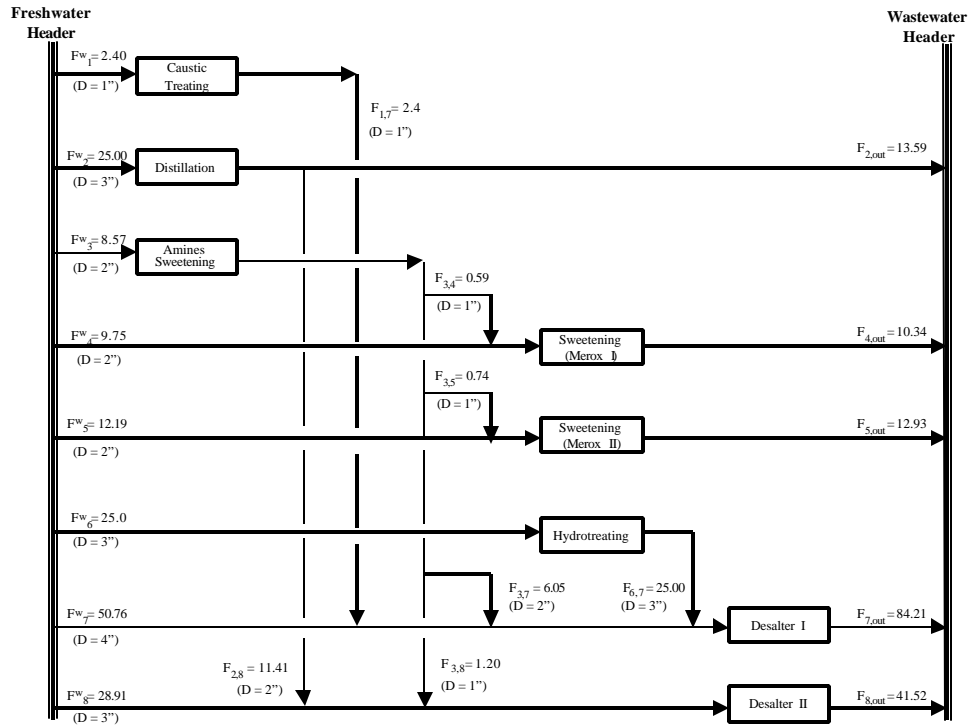 Freshwater
Header
Wastewater
Header
Fw1= 2.40
(D = 1”)
Caustic
Treating
F1,7= 2.4
(D = 1”)
Fw2= 25.00
(D = 3”)
Distillation
F2,out = 13.59
Fw3= 8.57
(D = 2”)
Amines
Sweetening
F3,4= 0.59
(D = 1”)
Fw4= 9.75
(D = 2”)
Sweetening
(Merox I)
F4,out = 10.34
F3,5= 0.74
(D = 1”)
Fw5= 12.19
(D = 2”)
Sweetening
(Merox II)
F5,out = 12.93
Fw6= 25.0
(D = 3”)
Hydrotreating
F3,7 = 6.05
(D = 2”)
F6,7 = 25.00
(D = 3”)
Fw7= 50.76
(D = 4”)
Desalter I
F7,out = 84.21
F2,8 = 11.41
(D = 2”)
F3,8 = 1.20
(D = 1”)
Fw8= 28.91
(D = 3”)
Desalter II
F8,out = 41.52